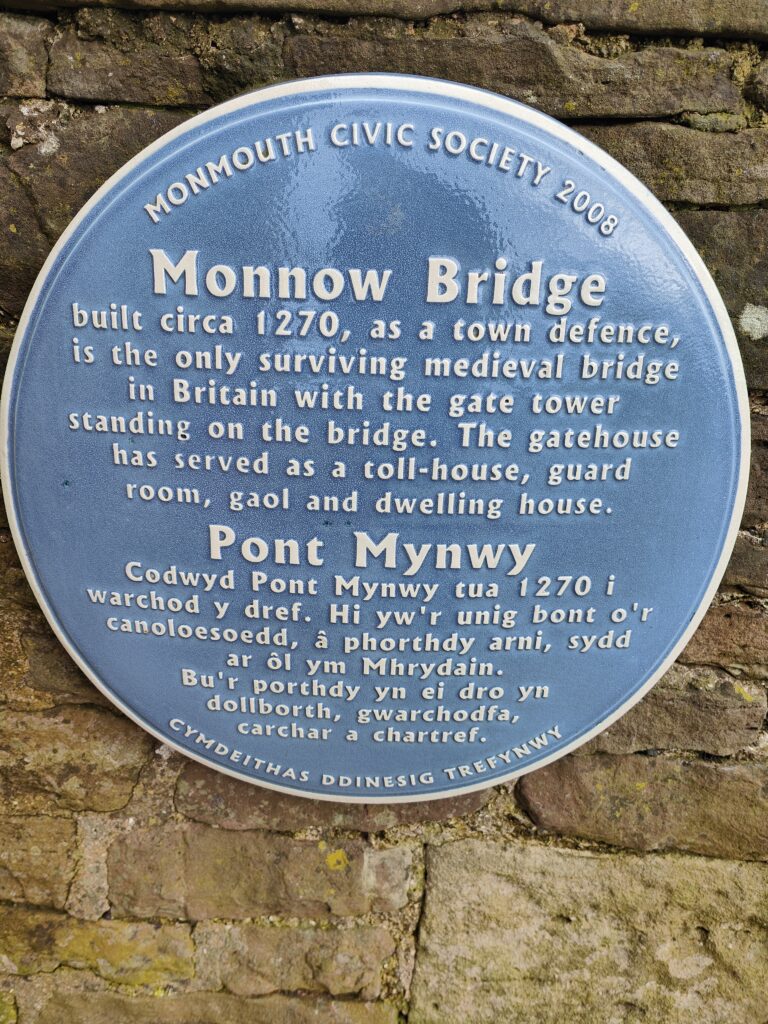 MONMOUTH CIVIC SOCIETY 2008
Monnow Bridge
built circa 1270, as a town defence,
is the only surviving medieval bridge
in Britain with the gate tower
standing on the bridge. The gatehouse
has served as a toll-house, guard
room, gaol and dwelling house.
Pont Mynwy
Codwyd Pont Mynwy tua 1270 i
warchod y dref. Hi yw'r unig bont o'r
canoloesoedd, â phorthdy arni, sydd
ar ôl ym Mhrydain.
Bu'r porthdy yn ei dro yn
dollborth, gwarchodfa,
carchar a chartref.
CYMDEITHAS DDINESIG TREFYNWY